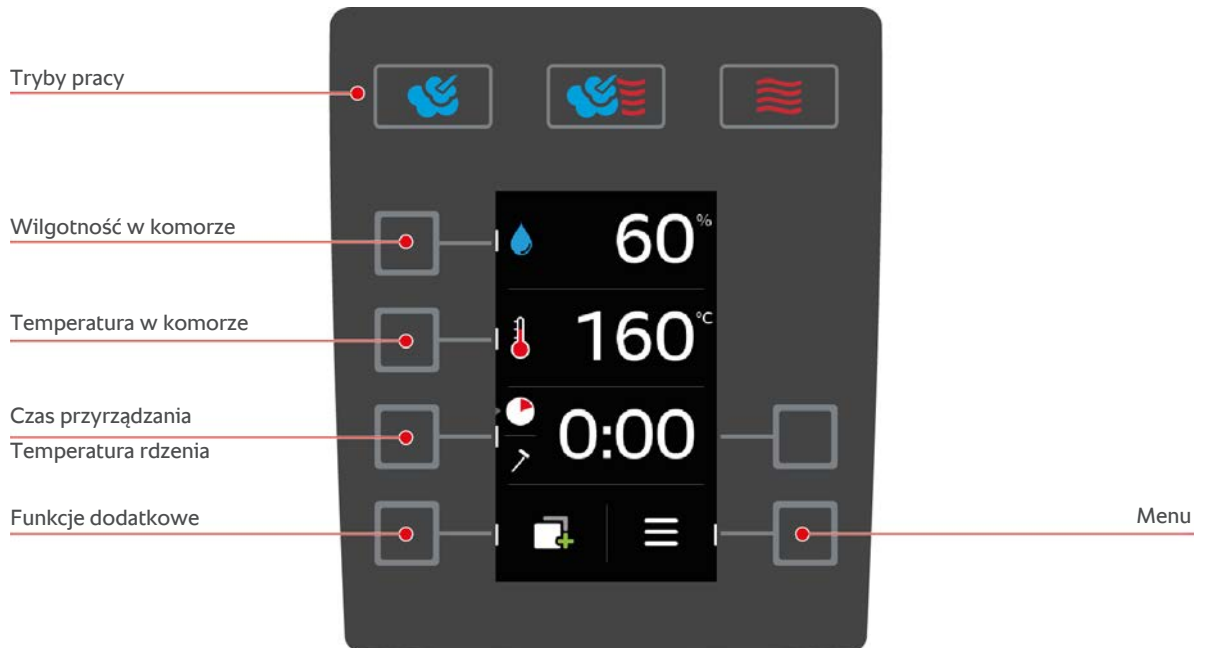 Tryby pracy
Wilgotność w komorze
60%
Temperatura w komorze
160°C
Czas przyrządzania
Temperatura rdzenia
0:00
Funkcje dodatkowe
Menu